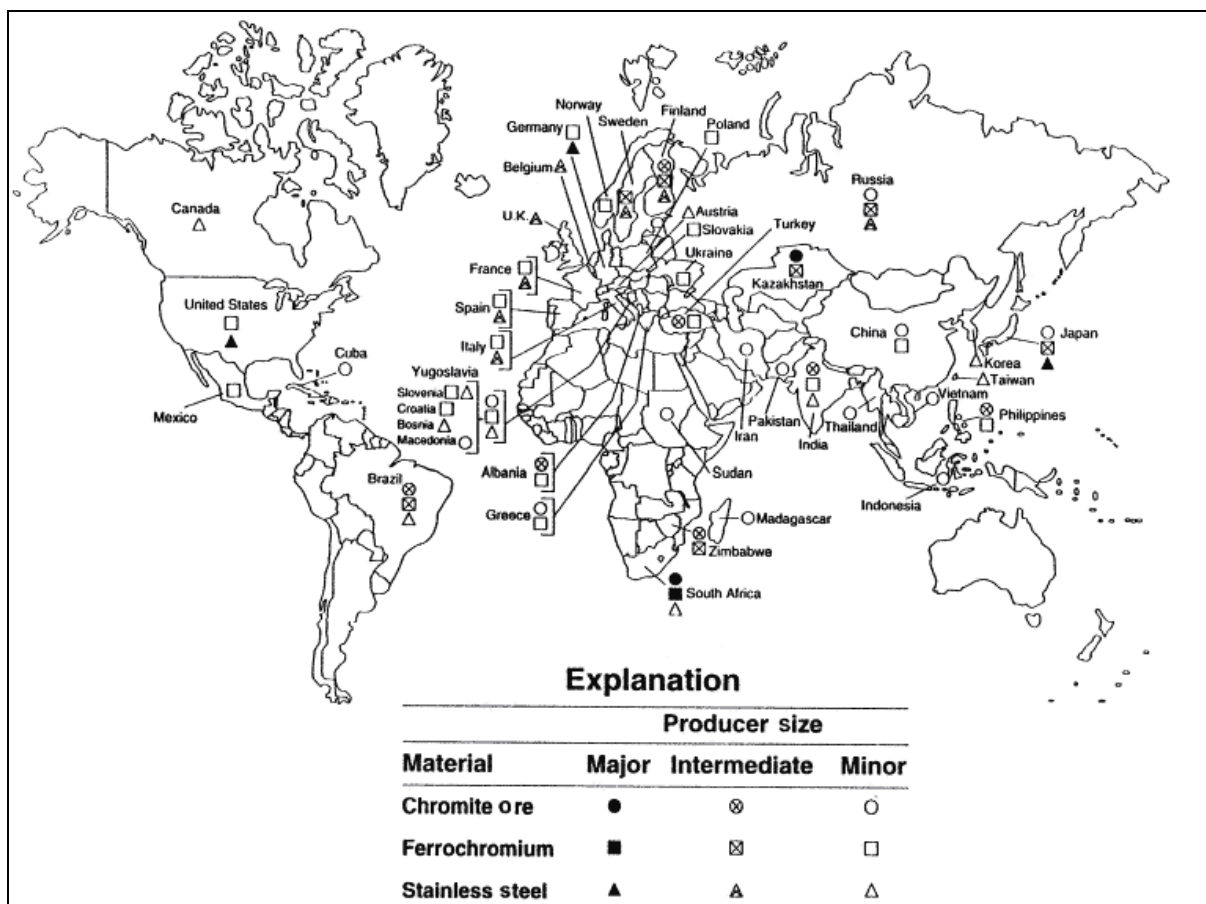 Norway
Sweden
Finland
Germany
Poland
Belgium
Russia
Canada
U.K.
Austria
Slovakia
Turkey
Ukraine
France
Kazakhstan
United States
Spain
China
Japan
Italy
Cuba
Korea
Yugoslavia
Taiwan
Slovenia
Vietnam
Mexico
Croatia
Pakistan
Philippines
Bosnia
Thailand
Macedonia
Iran
India
Albania
Sudan
Brazil
Indonesia
Greece
Madagascar
Zimbabwe
South Africa
Explanation
Producer size
Material Major Intermediate Minor
Chromite ore
Ferrochromium
Stainless steel